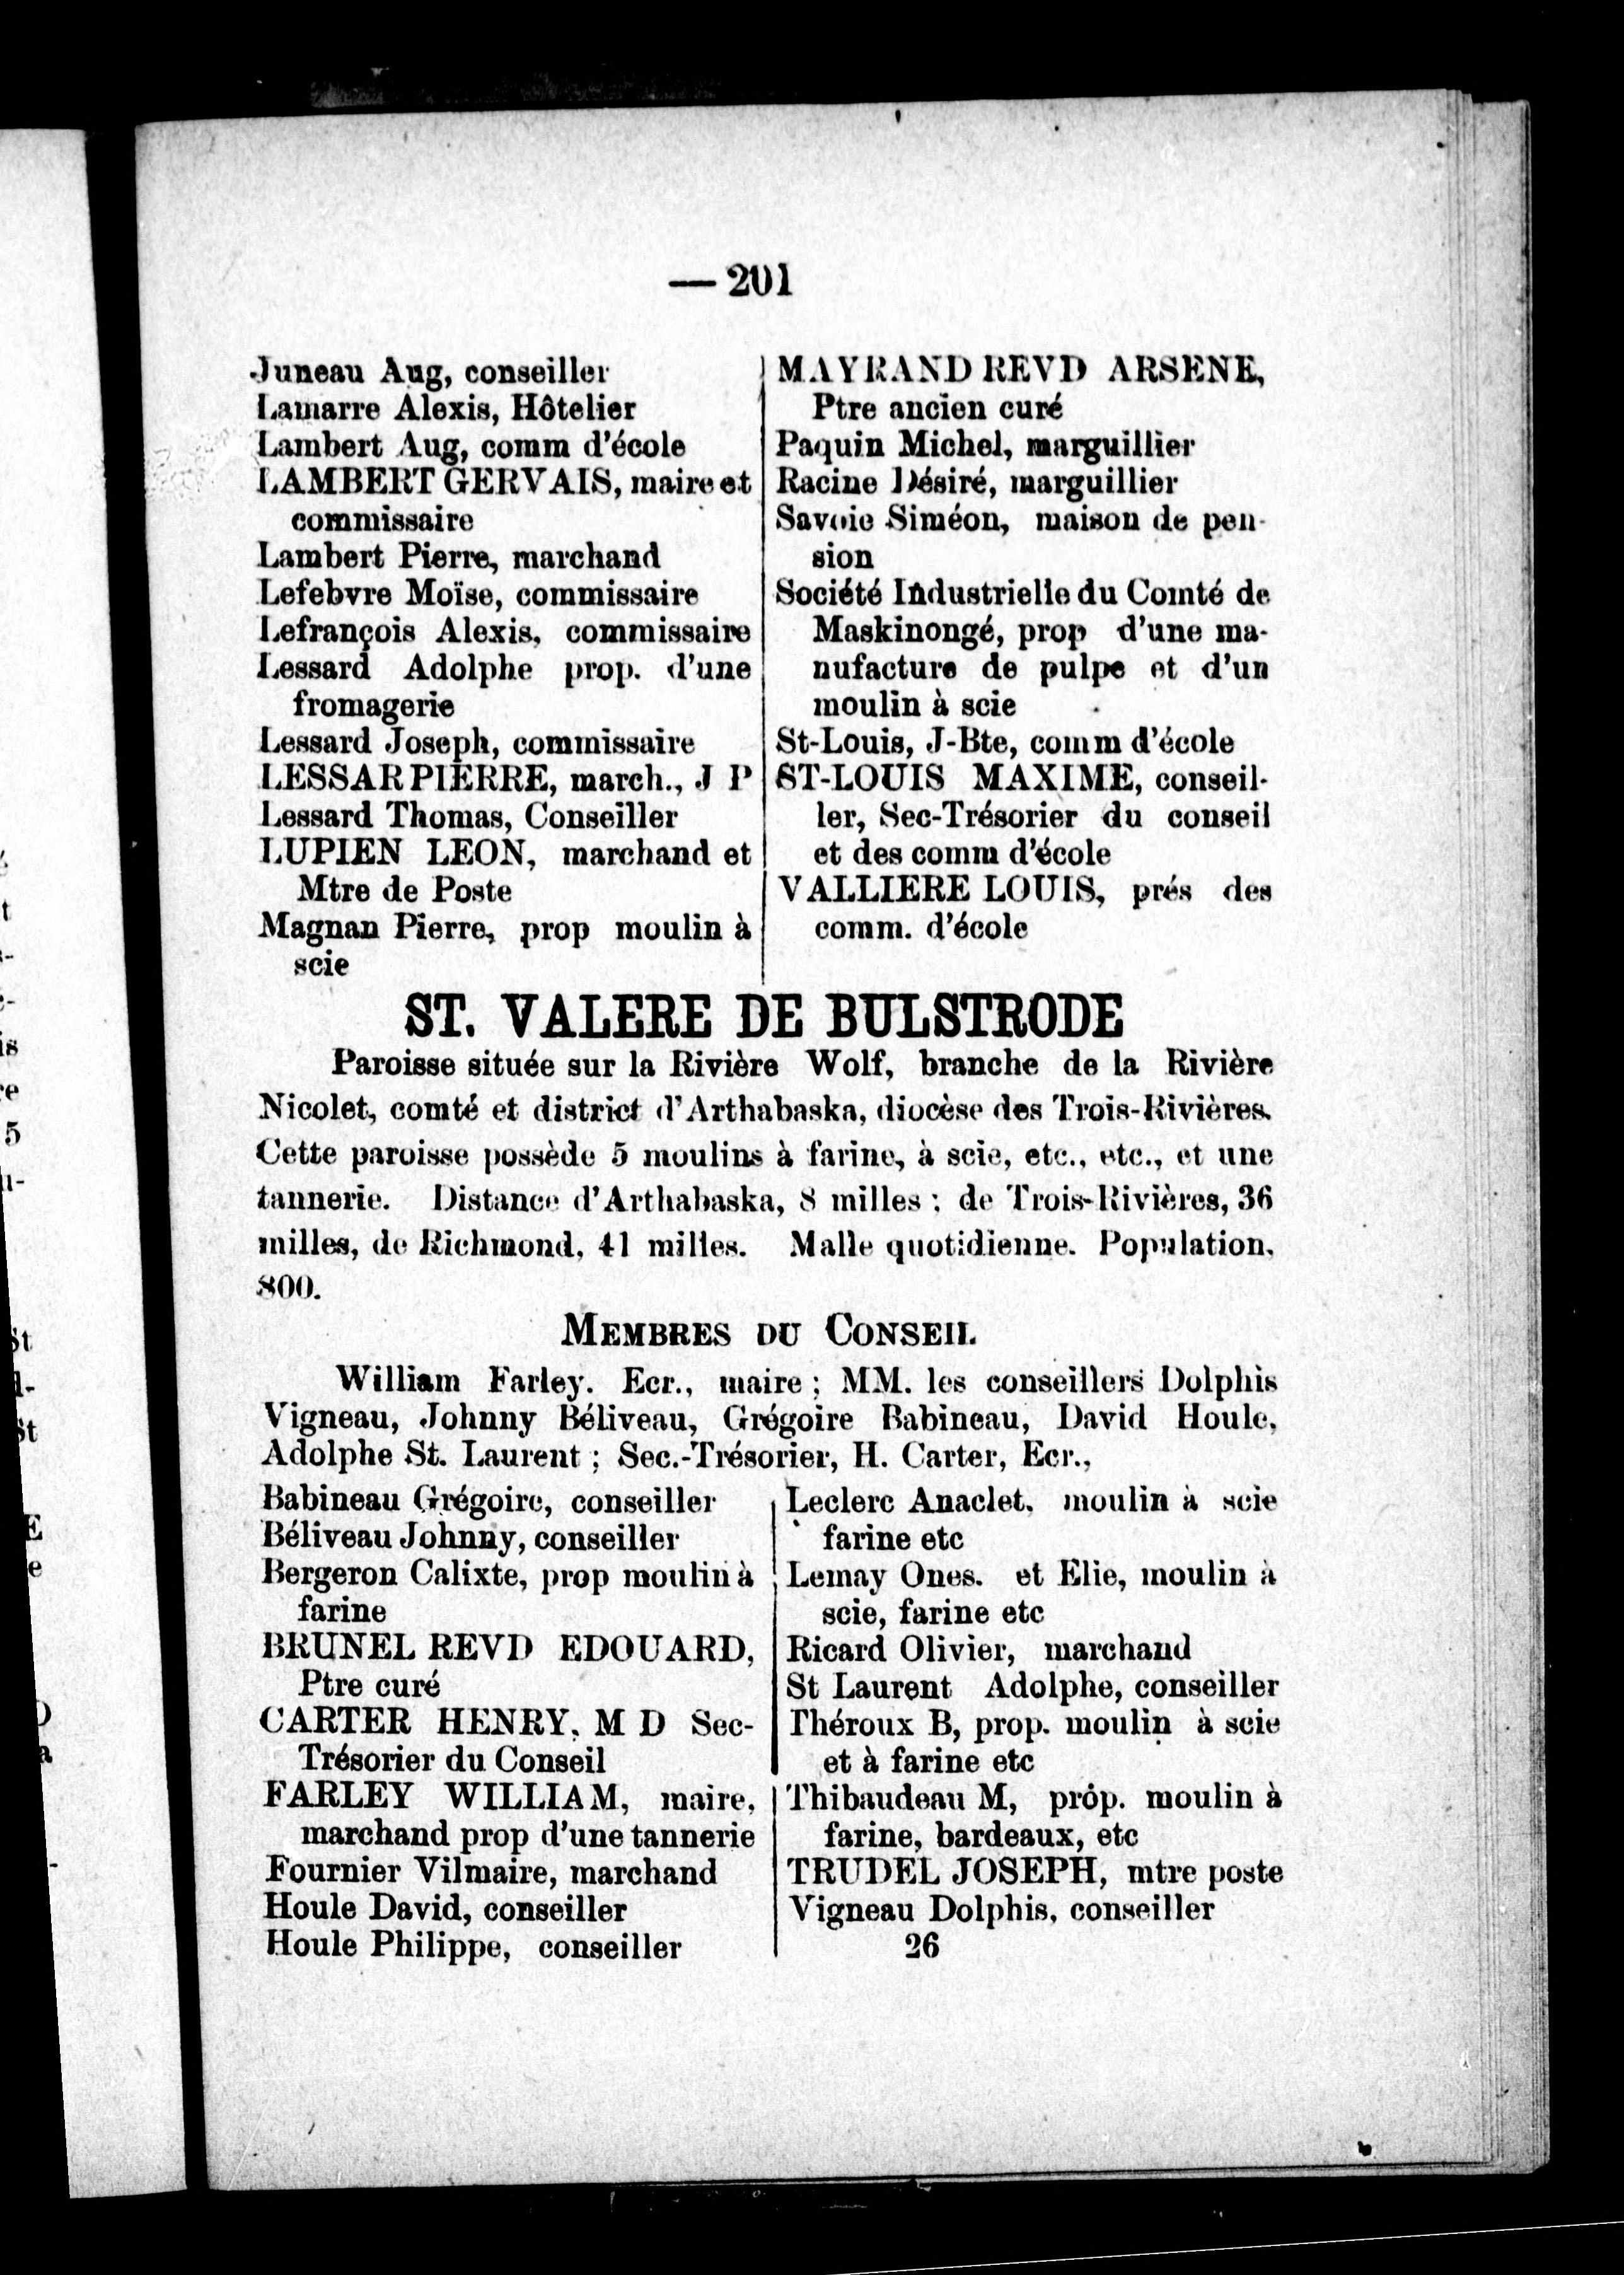 — 201
Juneau Aug, conseiller
Lamarre Alexis, Hôtelier
Lambert Aug, comm d'école
LAMBERT GERVAIS, maire et
commissaire
Lambert Pierre, marchand
Lefebvre Moïse, commissaire
Lefrançois Alexis, commissaire
Lessard Adolphe prop. d'une
fromagerie
Lessard Joseph, commissaire
LESSAR PIERRE, march., J P
Lessard Thomas, Conseiller
LUPIEN LEON, marchand et
Mtre de Poste
Magnan Pierre, prop moulin à
scie
MAYRAND REVD ARSENE,
Ptre ancien curé
Paquin Michel, marguillier
Racine Désiré, marguillier
Savoie Siméon, maison de pen-
sion
Société Industrielle du Comté de
Maskinongé, prop d'une ma-
nufacture de pulpe et d'un
moulin à scie
St-Louis, J-Bte, comm d'école
ST-LOUIS MAXIME, conseil-
ler, Sec-Trésorier du conseil
et des comm d'école
VALLIERE LOUIS, prés des
comm. d'école
ST. VALERE DE BULSTRODE
Paroisse située sur la Rivière Wolf, branche de la Rivière
Nicolet, comté et district d'Arthabaska, diocèse des Trois-Rivières.
Cette paroisse possède 5 moulins à farine, à scie, etc., etc., et une
tannerie. Distance d'Arthabaska, 8 milles ; de Trois-Rivières, 36
milles, de Richmond, 41 milles. Malle quotidienne. Population,
800.
MEMBRES DU CONSEIL
William Farley. Ecr., maire ; MM. les conseillers Dolphis
Vigneau, Johnny Béliveau, Grégoire Babineau, David Houle,
Adolphe St. Laurent ; Sec.-Trésorier, H. Carter, Ecr.,
Babineau Grégoire, conseiller
Béliveau Johnny, conseiller
Bergeron Calixte, prop moulin à
farine
BRUNEL REVD EDOUARD,
Ptre curé
CARTER HENRY, M D Sec-
Trésorier du Conseil
FARLEY WILLIAM, maire,
marchand prop d'une tannerie
Fournier Vilmaire, marchand
Houle David, conseiller
Houle Philippe, conseiller
Leclerc Anaclet, moulin à scie
farine etc
Lemay Ones. et Elie, moulin à
scie, farine etc
Ricard Olivier, marchand
St Laurent Adolphe, conseiller
Théroux B, prop. moulin à scie
et à farine etc
Thibaudeau M, prop. moulin à
farine, bardeaux, etc
TRUDEL JOSEPH, mtre poste
Vigneau Dolphis, conseiller
26